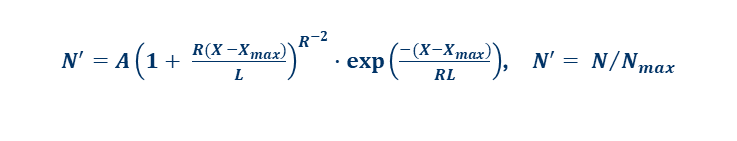 N′ = A(1 + R(X −X_max)/L)^R^−2 · exp(−(X−X_max)/RL), N′ = N/N_max